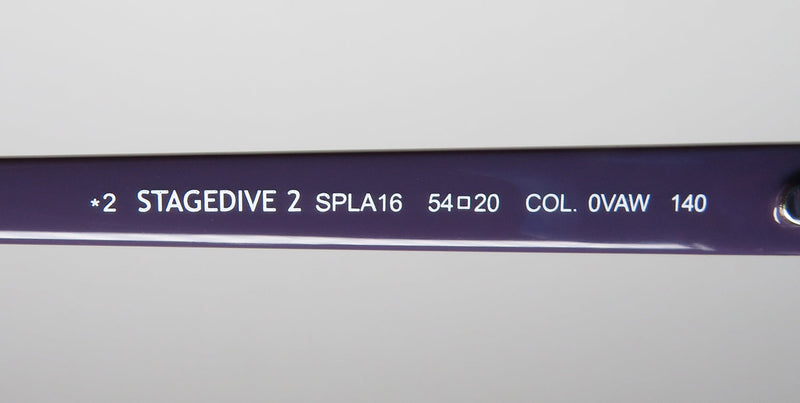 *2 STAGEDIVE 2 SPLA16 54□20 COL. 0VAW 140